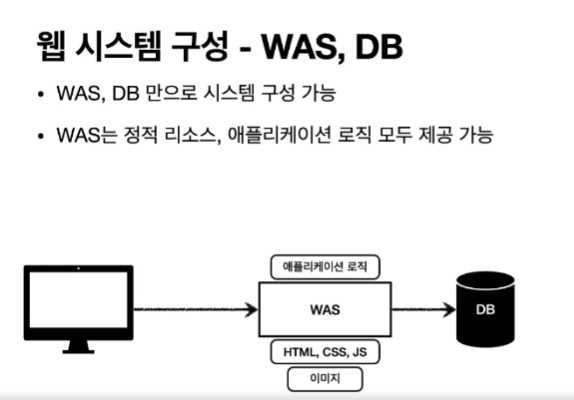 웹 시스템 구성 - WAS, DB
• WAS, DB 만으로 시스템 구성 가능
• WAS는 정적 리소스, 애플리케이션 로직 모두 제공 가능
애플리케이션 로직
WAS
DB
HTML, CSS, JS
이미지